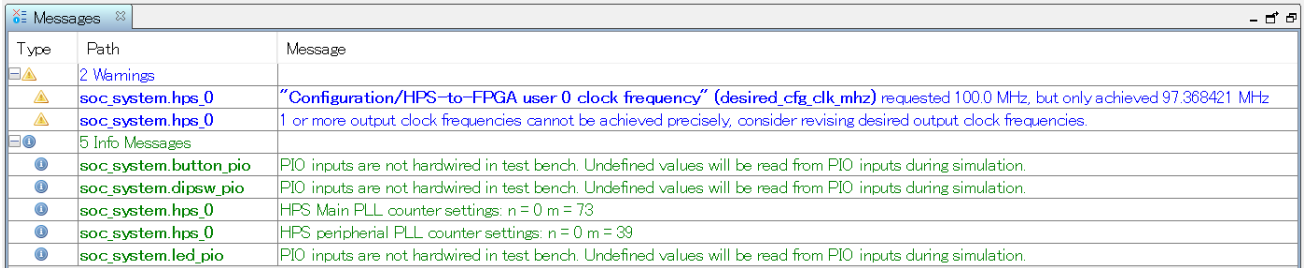 Messages
Type Path Message
2 Warnings
soc_system.hps_0 "Configuration/HPS-to-FPGA user 0 clock frequency" (desired_cfg_clk_mhz) requested 100.0 MHz, but only achieved 97.368421 MHz
soc_system.hps_0 1 or more output clock frequencies cannot be achieved precisely, consider revising desired output clock frequencies.
5 Info Messages
soc_system.button_pio PIO inputs are not hardwired in test bench. Undefined values will be read from PIO inputs during simulation.
soc_system.dipsw_pio PIO inputs are not hardwired in test bench. Undefined values will be read from PIO inputs during simulation.
soc_system.hps_0 HPS Main PLL counter settings: n = 0 m = 73
soc_system.hps_0 HPS peripherial PLL counter settings: n = 0 m = 39
soc_system.led_pio PIO inputs are not hardwired in test bench. Undefined values will be read from PIO inputs during simulation.